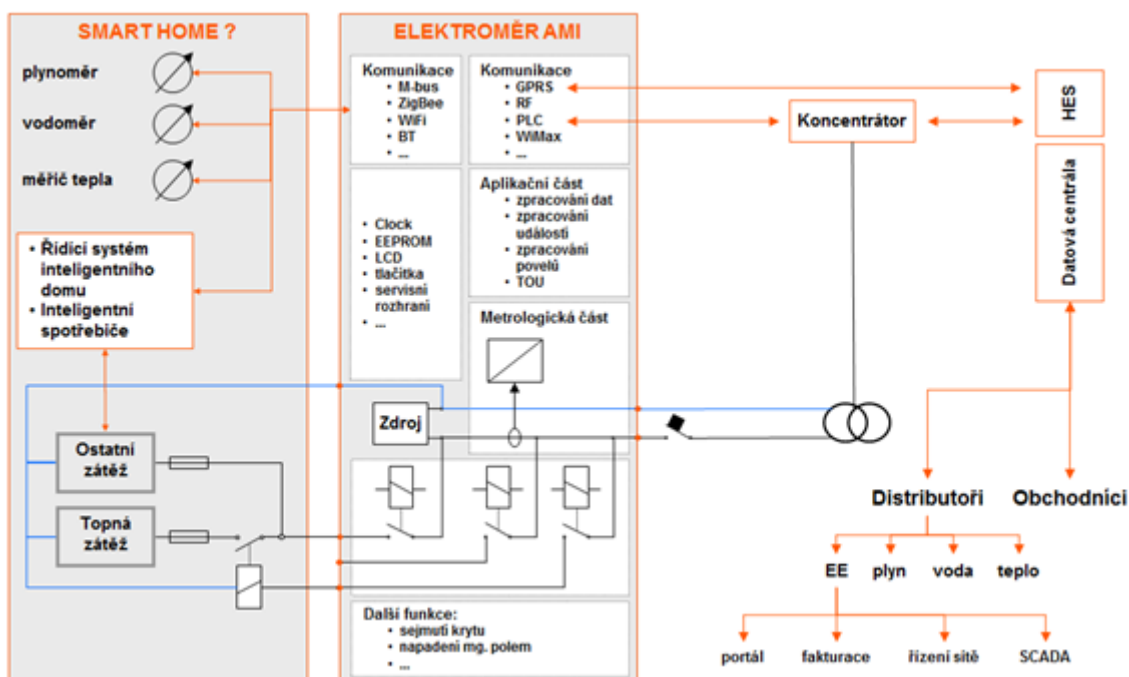 SMART HOME ?
plynoměr
vodoměr
měřič tepla
• Řídicí systém
inteligentního
domu
• Inteligentní
spotřebiče
Ostatní
zátěž
Topná
zátěž
ELEKTROMĚR AMI
Komunikace
• M-bus
• ZigBee
• WiFi
• BT
• ...
Komunikace
• GPRS
• RF
• PLC
• WiMax
• ...
• Clock
• EEPROM
• LCD
• tlačítka
• servisní
rozhraní
• ...
Aplikační část
• zpracování dat
• zpracování
událostí
• zpracování
povelů
• TOU
Metrologická část
Zdroj
Další funkce:
• sejmutí krytu
• napadení mg. polem
• ...
Koncentrátor
HES
Datová centrála
Distributoři
Obchodníci
EE
plyn
voda
teplo
portál
fakturace
řízení sítě
SCADA